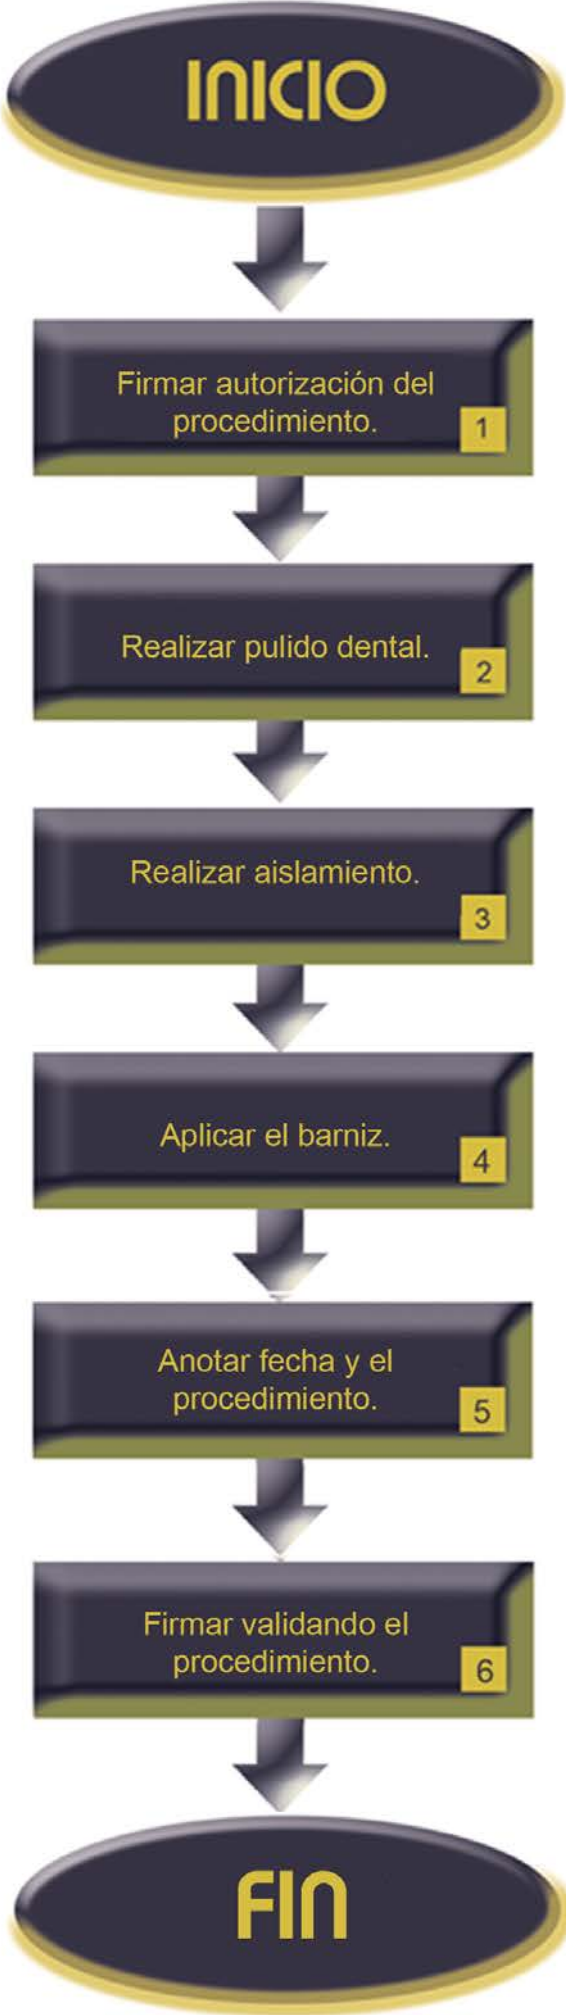 INICIO
Firmar autorización del
procedimiento.
1
Realizar pulido dental.
2
Realizar aislamiento.
3
Aplicar el barniz.
4
Anotar fecha y el
procedimiento.
5
Firmar validando el
procedimiento.
6
FIN